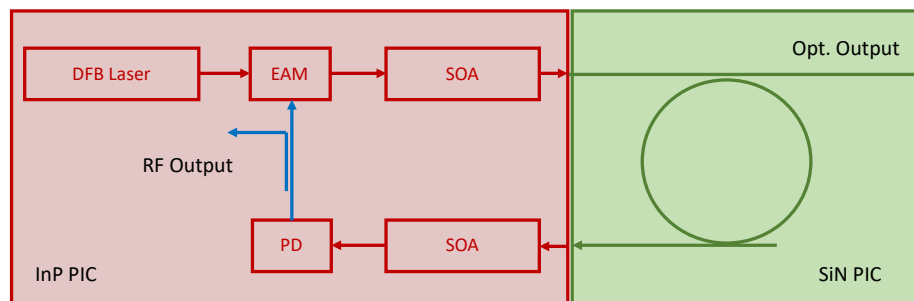 Opt. Output
DFB Laser
EAM
SOA
RF Output
PD
SOA
InP PIC
SiN PIC